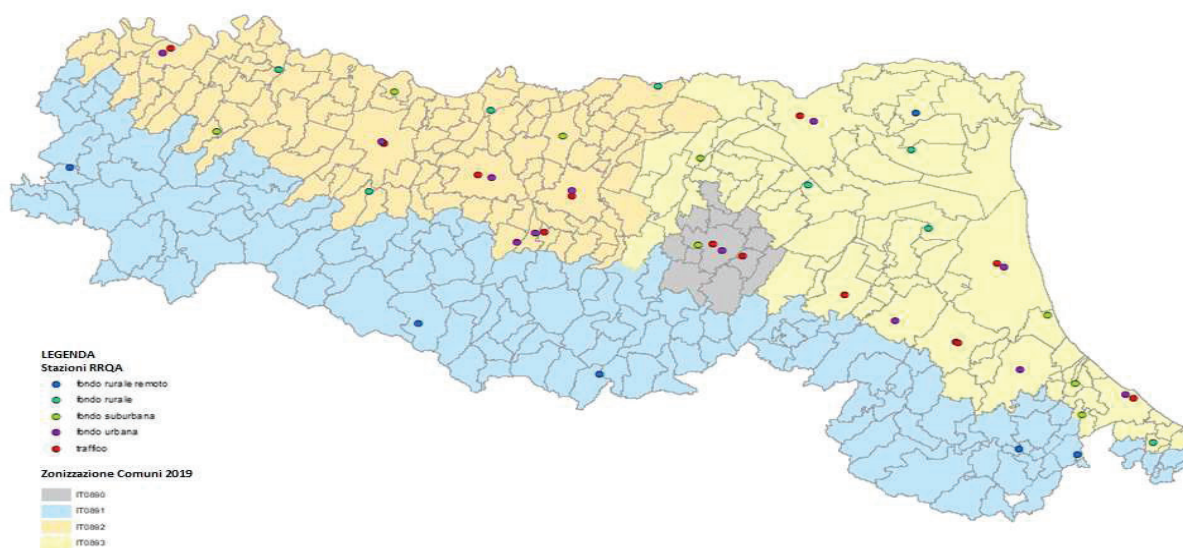 LEGENDA
Stazioni RRQA
fondo rurale remoto
fondo rurale
fondo suburbana
fondo urbana
traffico
Zonizzazione Comuni 2019
IT0890
IT0891
IT0892
IT0893